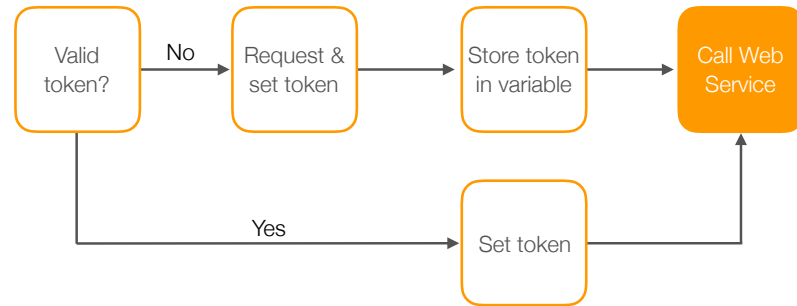 Valid
token?
No
Request &
set token
Store token
in variable
Call Web
Service
Yes
Set token